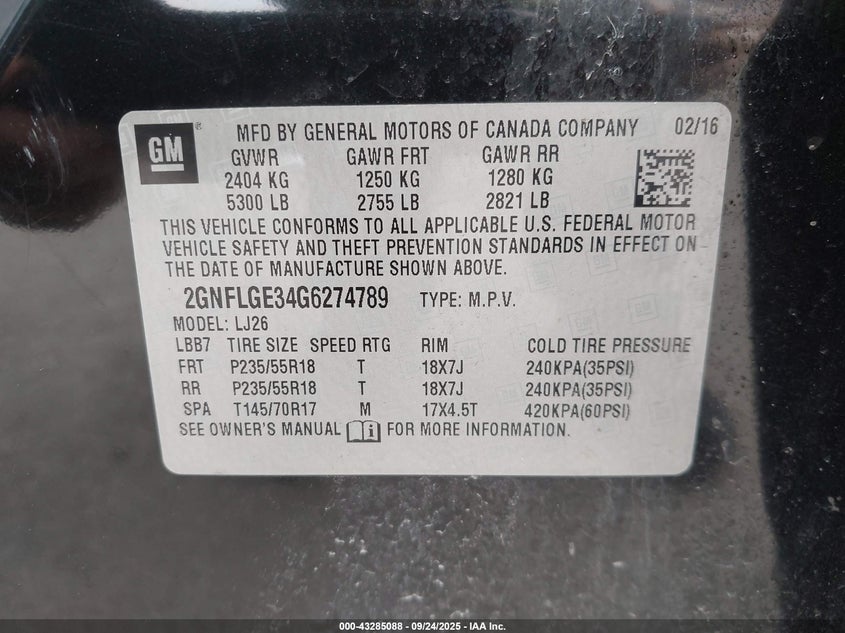 GM ® MFD BY GENERAL MOTORS OF CANADA COMPANY 02/16
GVWR GAWR FRT GAWR RR
2404 KG 1250 KG 1280 KG
5300 LB 2755 LB 2821 LB
THIS VEHICLE CONFORMS TO ALL APPLICABLE U.S. FEDERAL MOTOR
VEHICLE SAFETY AND THEFT PREVENTION STANDARDS IN EFFECT ON
THE DATE OF MANUFACTURE SHOWN ABOVE.
2GNFLGE34G6274789 TYPE: M.P.V.
MODEL: LJ26
LBB7 TIRE SIZE SPEED RTG RIM COLD TIRE PRESSURE
FRT P235/55R18 T 18X7J 240KPA(35PSI)
RR P235/55R18 T 18X7J 240KPA(35PSI)
SPA T145/70R17 M 17X4.5T 420KPA(60PSI)
SEE OWNER'S MANUAL i FOR MORE INFORMATION.
000-43285088 - 09/24/2025 - IAA Inc.